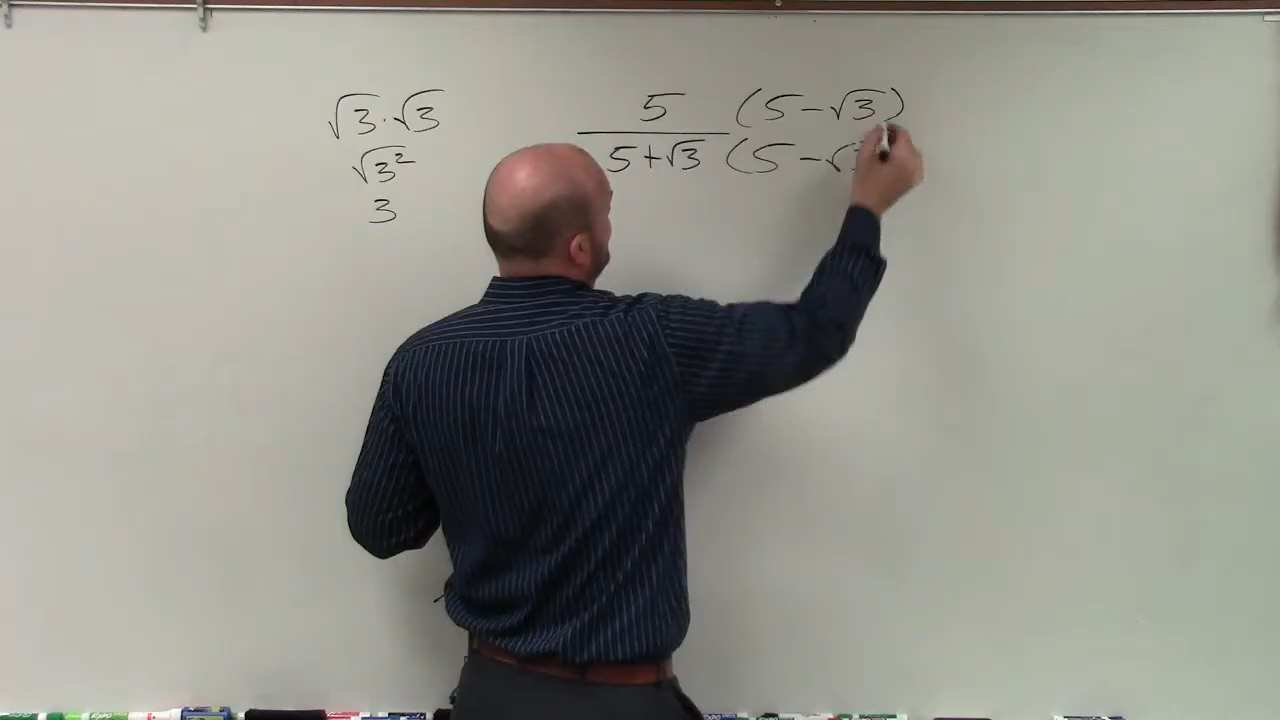 √3 · √3
√3²
3
5 (5 − √3)
5 + √3 (5 − √